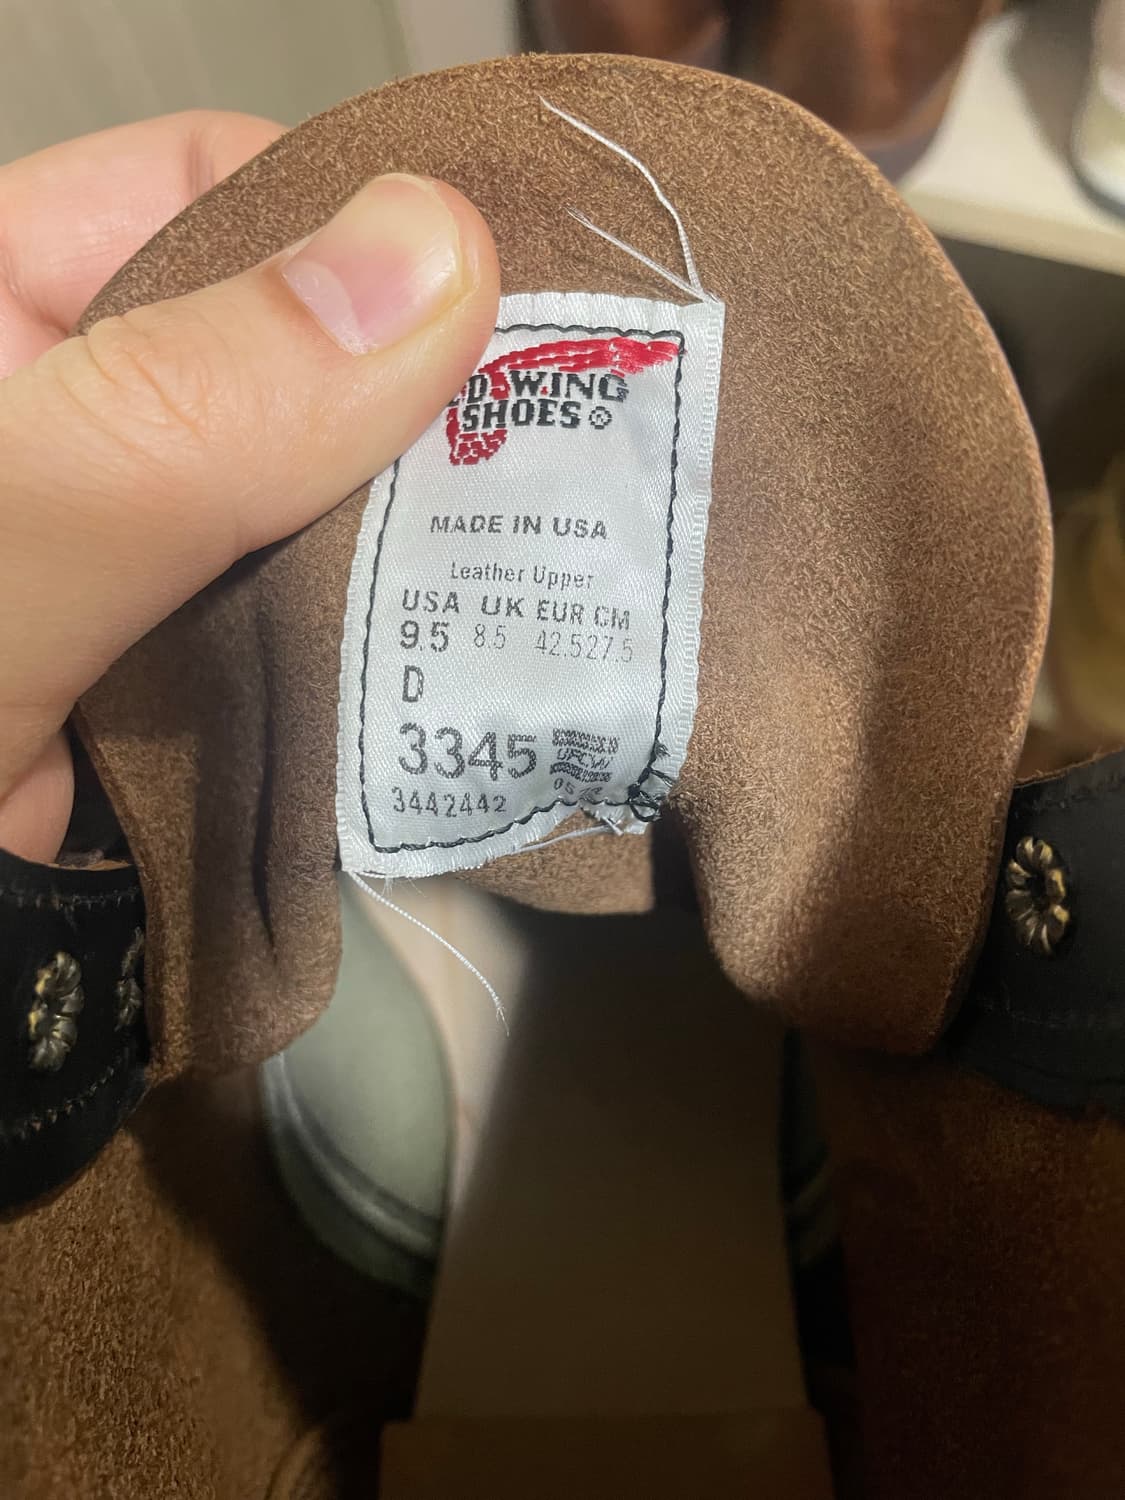 WING
SHOES®
MADE IN USA
Leather Upper
USA UK EUR CM
9.5 8.5 42.5 27.5
D
3345
UFCW
3442442